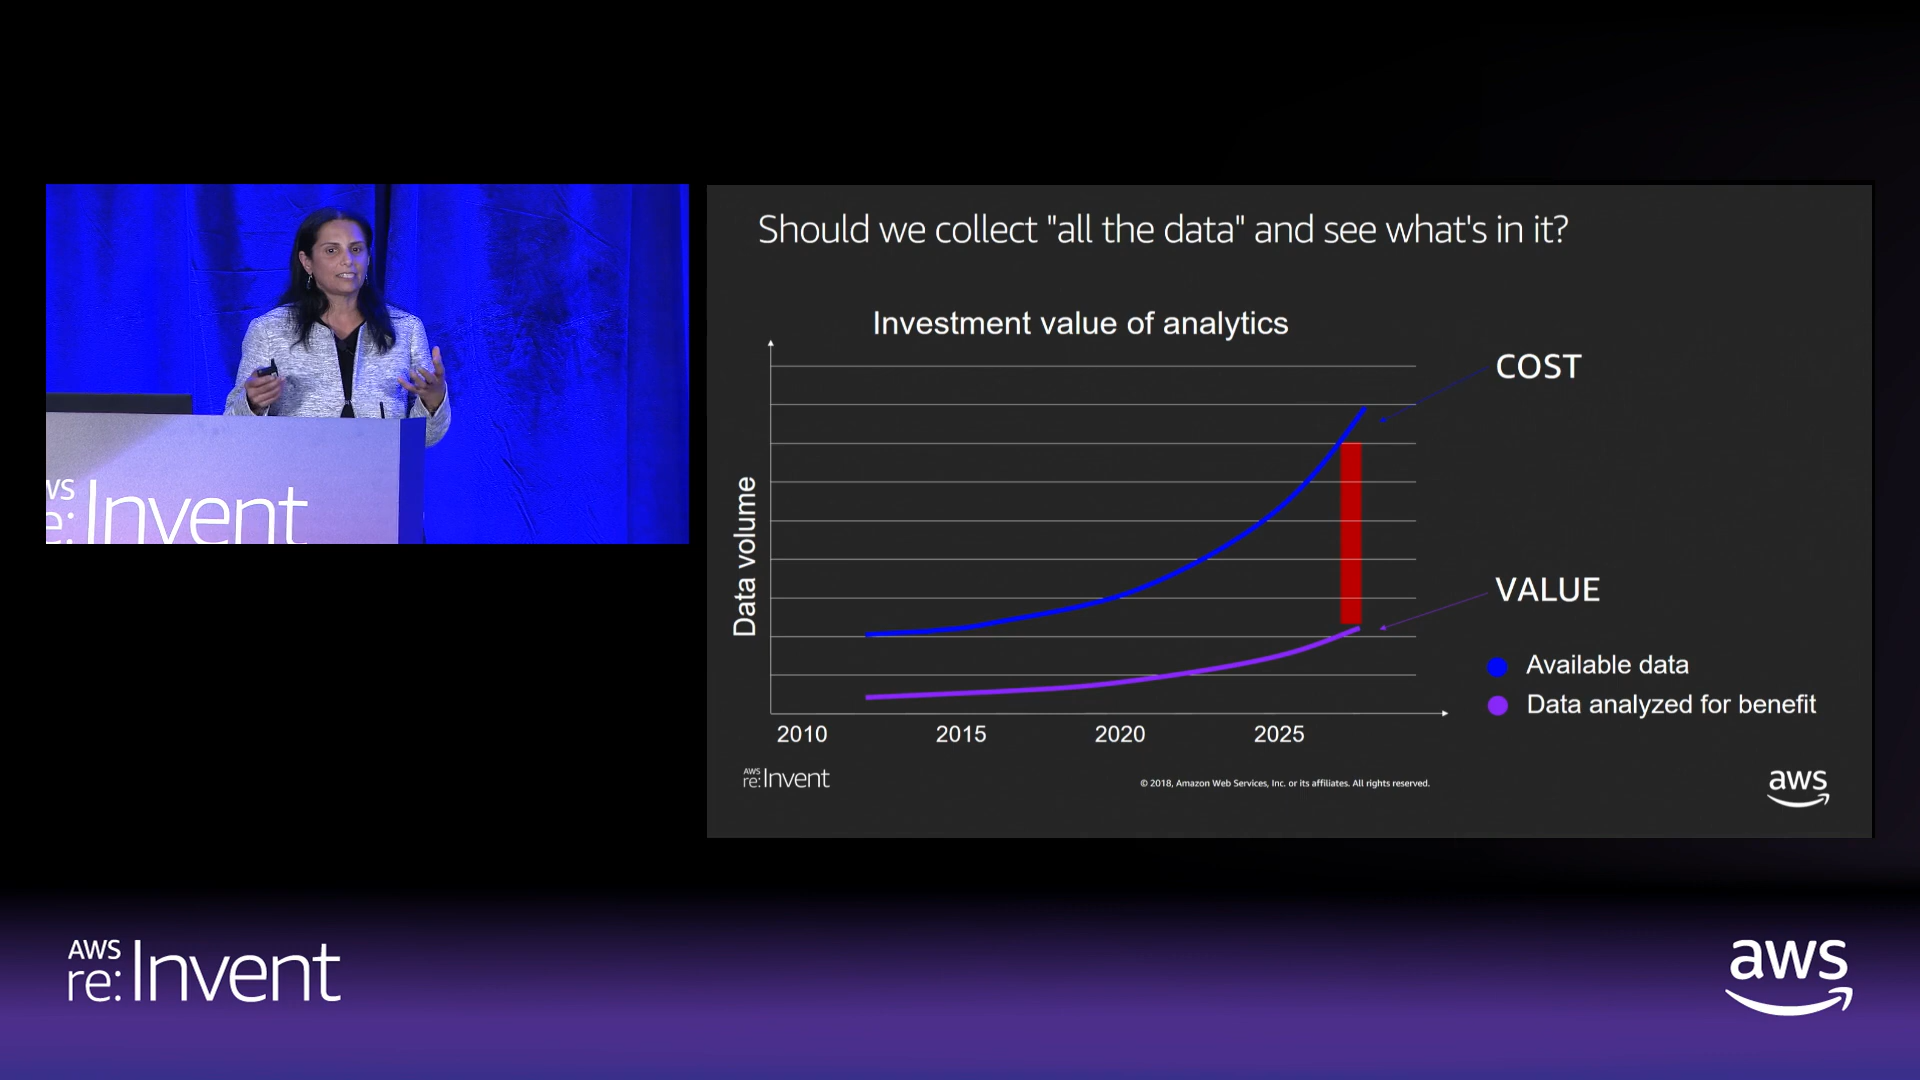 Should we collect "all the data" and see what's in it?
Investment value of analytics
COST
Data volume
VALUE
Available data
Data analyzed for benefit
2010 2015 2020 2025
AWS
re:Invent
© 2018, Amazon Web Services, Inc. or its affiliates. All rights reserved.
aws
WS
e:Invent
AWS
re:Invent
aws